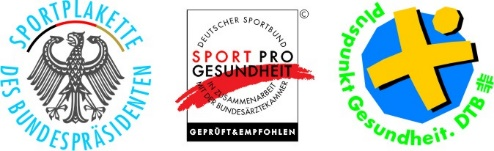 SPORTPLAKETTE
DES BUNDESPRÄSIDENTEN
©
DEUTSCHER SPORTBUND
SPORT PRO
GESUNDHEIT
IN ZUSAMMENARBEIT
MIT DER BUNDESÄRZTEKAMMER
GEPRÜFT&EMPFOHLEN
pluspunkt Gesundheit. DTB